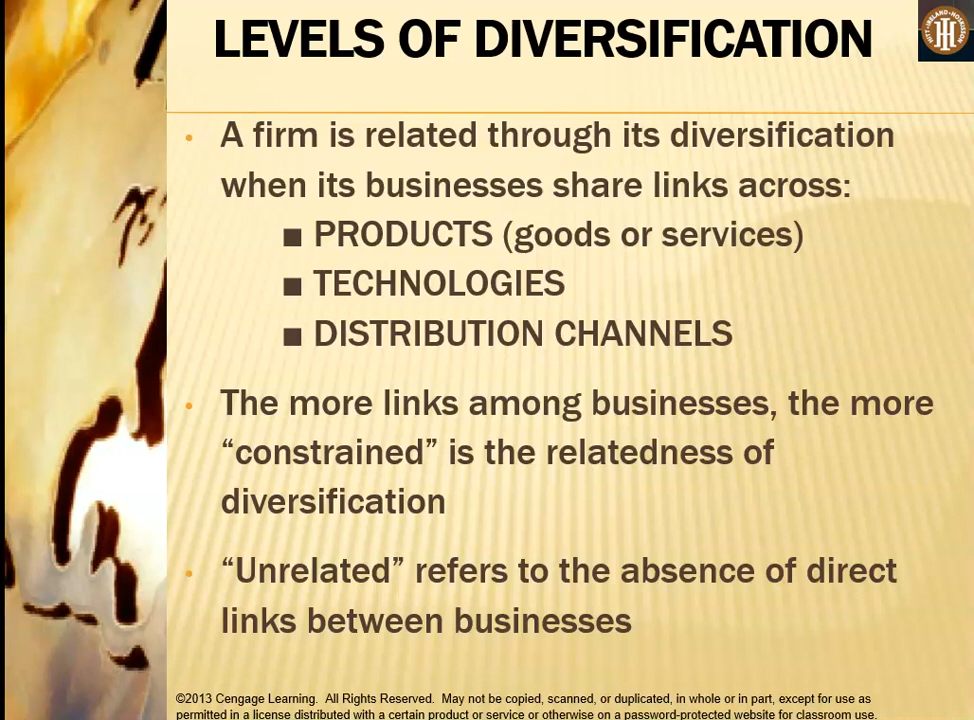 LEVELS OF DIVERSIFICATION
HITT·IRELAND·HOSKISSON
• A firm is related through its diversification
when its businesses share links across:
■ PRODUCTS (goods or services)
■ TECHNOLOGIES
■ DISTRIBUTION CHANNELS
• The more links among businesses, the more
“constrained” is the relatedness of
diversification
• “Unrelated” refers to the absence of direct
links between businesses
©2013 Cengage Learning. All Rights Reserved. May not be copied, scanned, or duplicated, in whole or in part, except for use as
permitted in a license distributed with a certain product or service or otherwise on a password-protected website for classroom use.